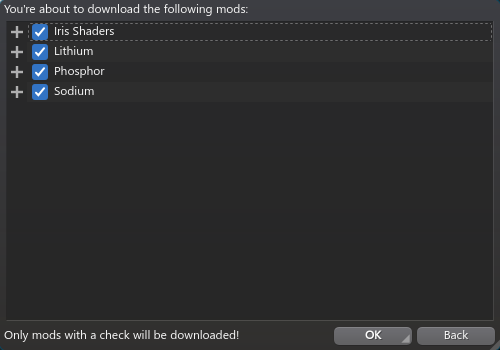 You're about to download the following mods:
Iris Shaders
Lithium
Phosphor
Sodium
Only mods with a check will be downloaded!
OK
Back